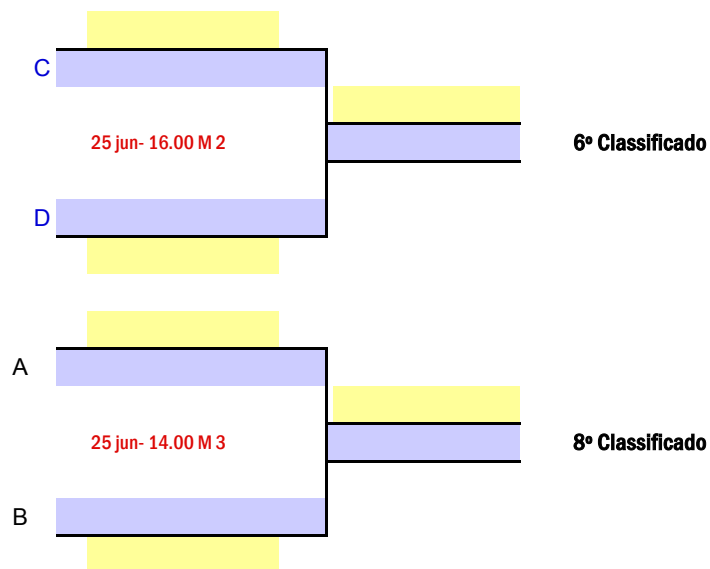 C
25 jun- 16.00 M 2
6º Classificado
D
A
25 jun- 14.00 M 3
8º Classificado
B